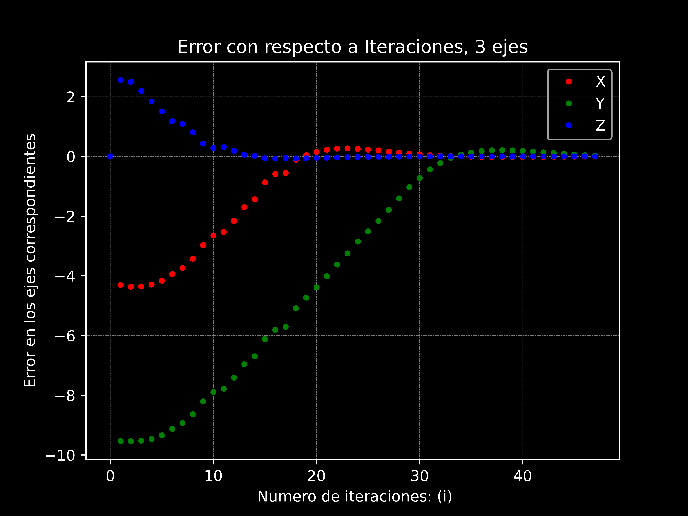 Error con respecto a Iteraciones, 3 ejes
X
Y
Z
Error en los ejes correspondientes
2
0
−2
−4
−6
−8
−10
0 10 20 30 40
Numero de iteraciones: (i)